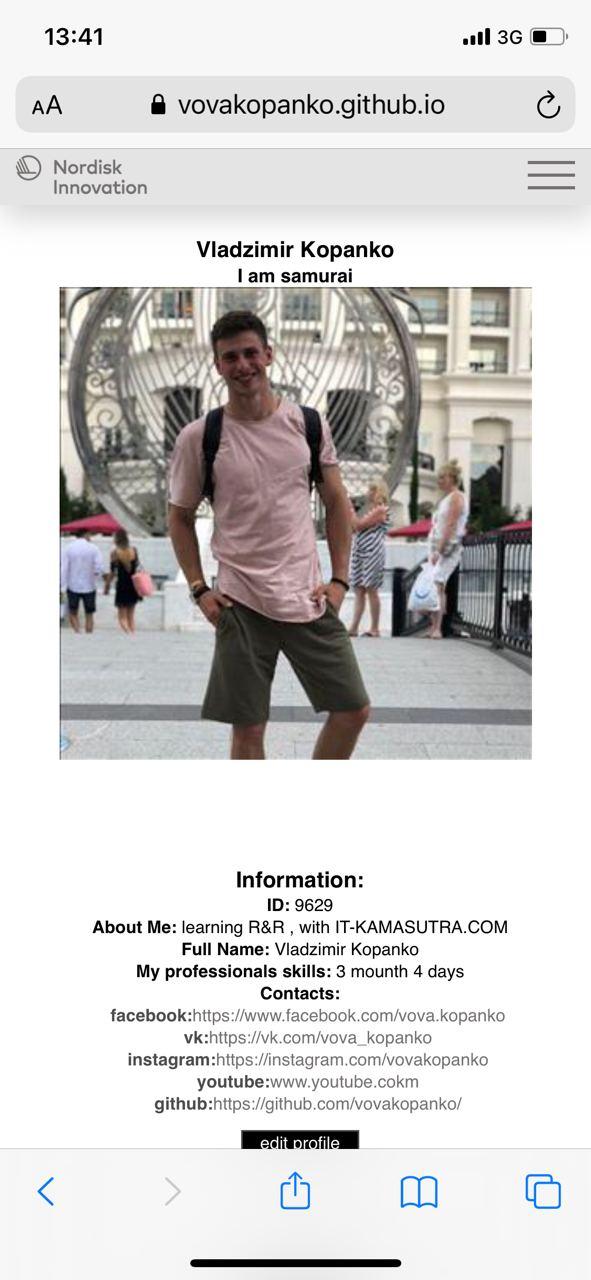 13:41
3G
AA vovakopanko.github.io
Nordisk
Innovation
Vladzimir Kopanko
I am samurai
Information:
ID: 9629
About Me: learning R&R , with IT-KAMASUTRA.COM
Full Name: Vladzimir Kopanko
My professionals skills: 3 mounth 4 days
Contacts:
facebook:https://www.facebook.com/vova.kopanko
vk:https://vk.com/vova_kopanko
instagram:https://instagram.com/vovakopanko
youtube:www.youtube.cokm
github:https://github.com/vovakopanko/
edit profile